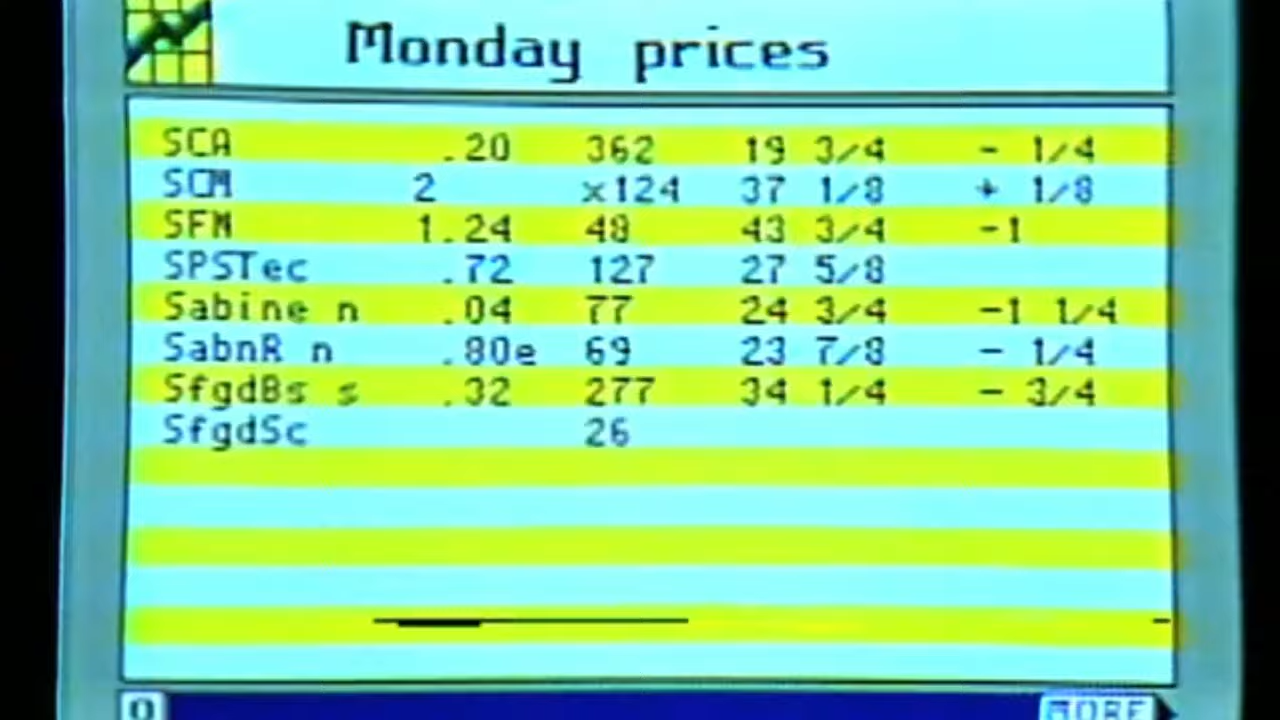 Monday prices
SCA .20 362 19 3/4 - 1/4
SCM 2 x124 37 1/8 + 1/8
SFN 1.24 48 43 3/4 -1
SPSTec .72 127 27 5/8
Sabine n .04 77 24 3/4 -1 1/4
SabnR n .80e 69 23 7/8 - 1/4
SfgdBs s .32 277 34 1/4 - 3/4
SfgdSc 26
MORE